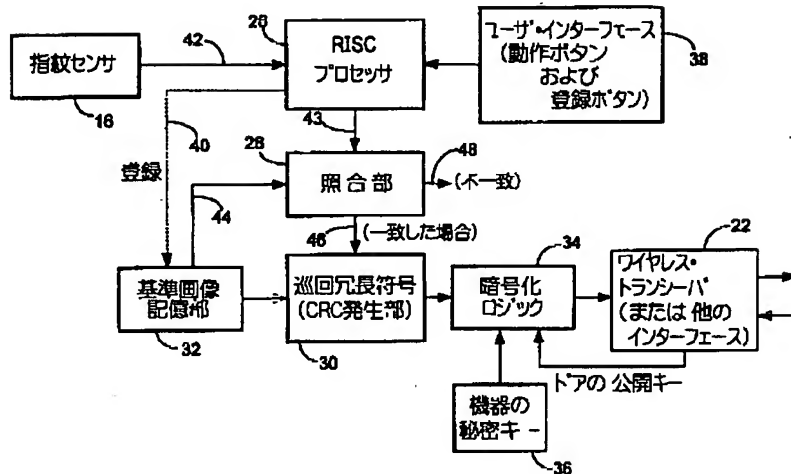 指紋センサ
16
42
26
RISC
プロセッサ
ユーザ・インターフェース
(動作ボタン
および
登録ボタン)
38
43
40
登録
28
照合部
48
(不一致)
44
46
(一致した場合)
基準画像
記憶部
32
巡回冗長符号
(CRC発生部)
30
34
暗号化
ロジック
22
ワイヤレス・
トランシーバ
(または 他の
インターフェース)
ドアの 公開キー
機器の
秘密キー
36